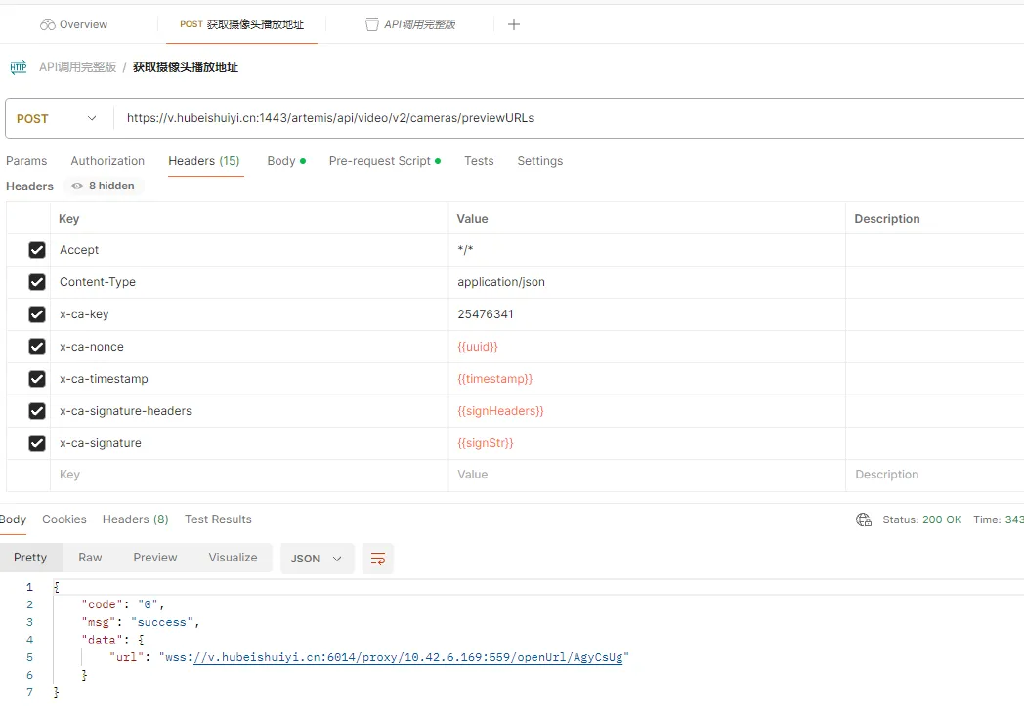 Overview
POST 获取摄像头播放地址
API调用完整版
HTTP API调用完整版 / 获取摄像头播放地址
POST https://v.hubeishuiyi.cn:1443/artemis/api/video/v2/cameras/previewURLs
Params Authorization Headers (15) Body Pre-request Script Tests Settings
Headers 8 hidden
Key Value Description
Accept */*
Content-Type application/json
x-ca-key 25476341
x-ca-nonce {{uuid}}
x-ca-timestamp {{timestamp}}
x-ca-signature-headers {{signHeaders}}
x-ca-signature {{signStr}}
Key Value Description
Body Cookies Headers (8) Test Results Status: 200 OK Time: 343
Pretty Raw Preview Visualize JSON
1 {
2 "code": "0",
3 "msg": "success",
4 "data": {
5 "url": "wss://v.hubeishuiyi.cn:6014/proxy/10.42.6.169:559/openUrl/AgyCsUg"
6 }
7 }